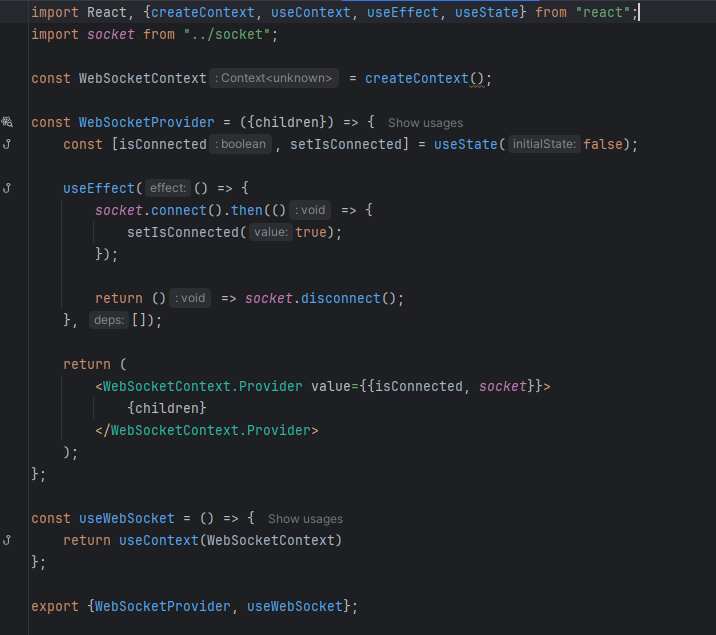 import React, {createContext, useContext, useEffect, useState} from "react";
import socket from "../socket";
const WebSocketContext : Context<unknown> = createContext();
const WebSocketProvider = ({children}) => { Show usages
const [isConnected : boolean , setIsConnected] = useState( initialState: false);
useEffect( effect: () => {
socket.connect().then(() : void => {
setIsConnected( value: true);
});
return () : void => socket.disconnect();
}, deps: []);
return (
<WebSocketContext.Provider value={{isConnected, socket}}>
{children}
</WebSocketContext.Provider>
);
};
const useWebSocket = () => { Show usages
return useContext(WebSocketContext)
};
export {WebSocketProvider, useWebSocket};